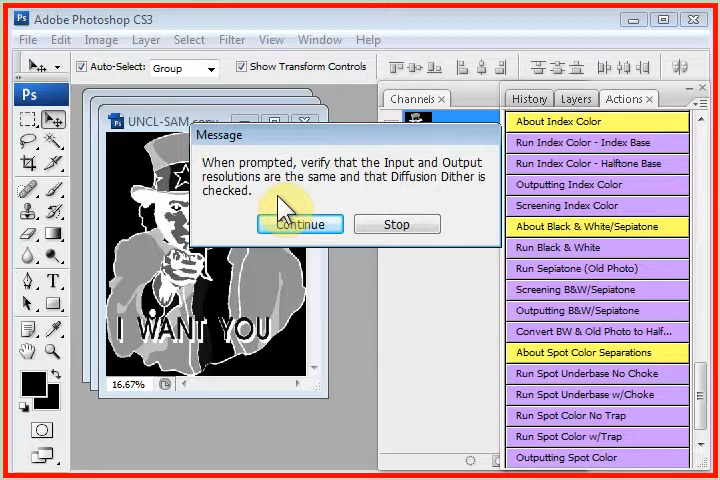 Ps Adobe Photoshop CS3
File Edit Image Layer Select Filter View Window Help
Auto-Select: Group Show Transform Controls
Ps
Channels x
History Layers Actions x
UNCL-SAM copy
Message
When prompted, verify that the Input and Output
resolutions are the same and that Diffusion Dither is
checked.
Continue Stop
I WANT YOU
16.67%
About Index Color
Run Index Color - Index Base
Run Index Color - Halftone Base
Outputting Index Color
Screening Index Color
About Black & White/Sepiatone
Run Black & White
Run Sepiatone (Old Photo)
Screening B&W/Sepiatone
Outputting B&W/Sepiatone
Convert BW & Old Photo to Half...
About Spot Color Separations
Run Spot Underbase No Choke
Run Spot Underbase w/Choke
Run Spot Color No Trap
Run Spot Color w/Trap
Outputting Spot Color